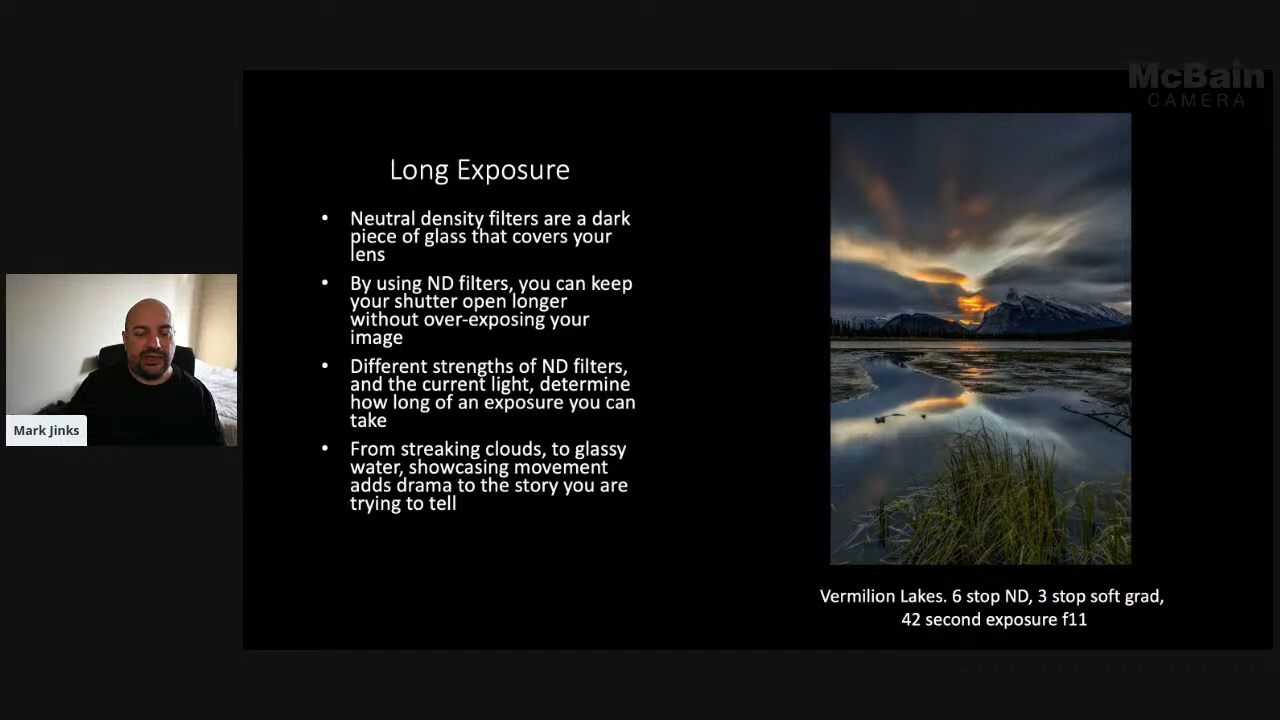 McBain
CAMERA
Long Exposure
• Neutral density filters are a dark
piece of glass that covers your
lens
• By using ND filters, you can keep
your shutter open longer
without over-exposing your
image
• Different strengths of ND filters,
and the current light, determine
how long of an exposure you can
take
• From streaking clouds, to glassy
water, showcasing movement
adds drama to the story you are
trying to tell
Mark Jinks
Vermilion Lakes. 6 stop ND, 3 stop soft grad,
42 second exposure f11